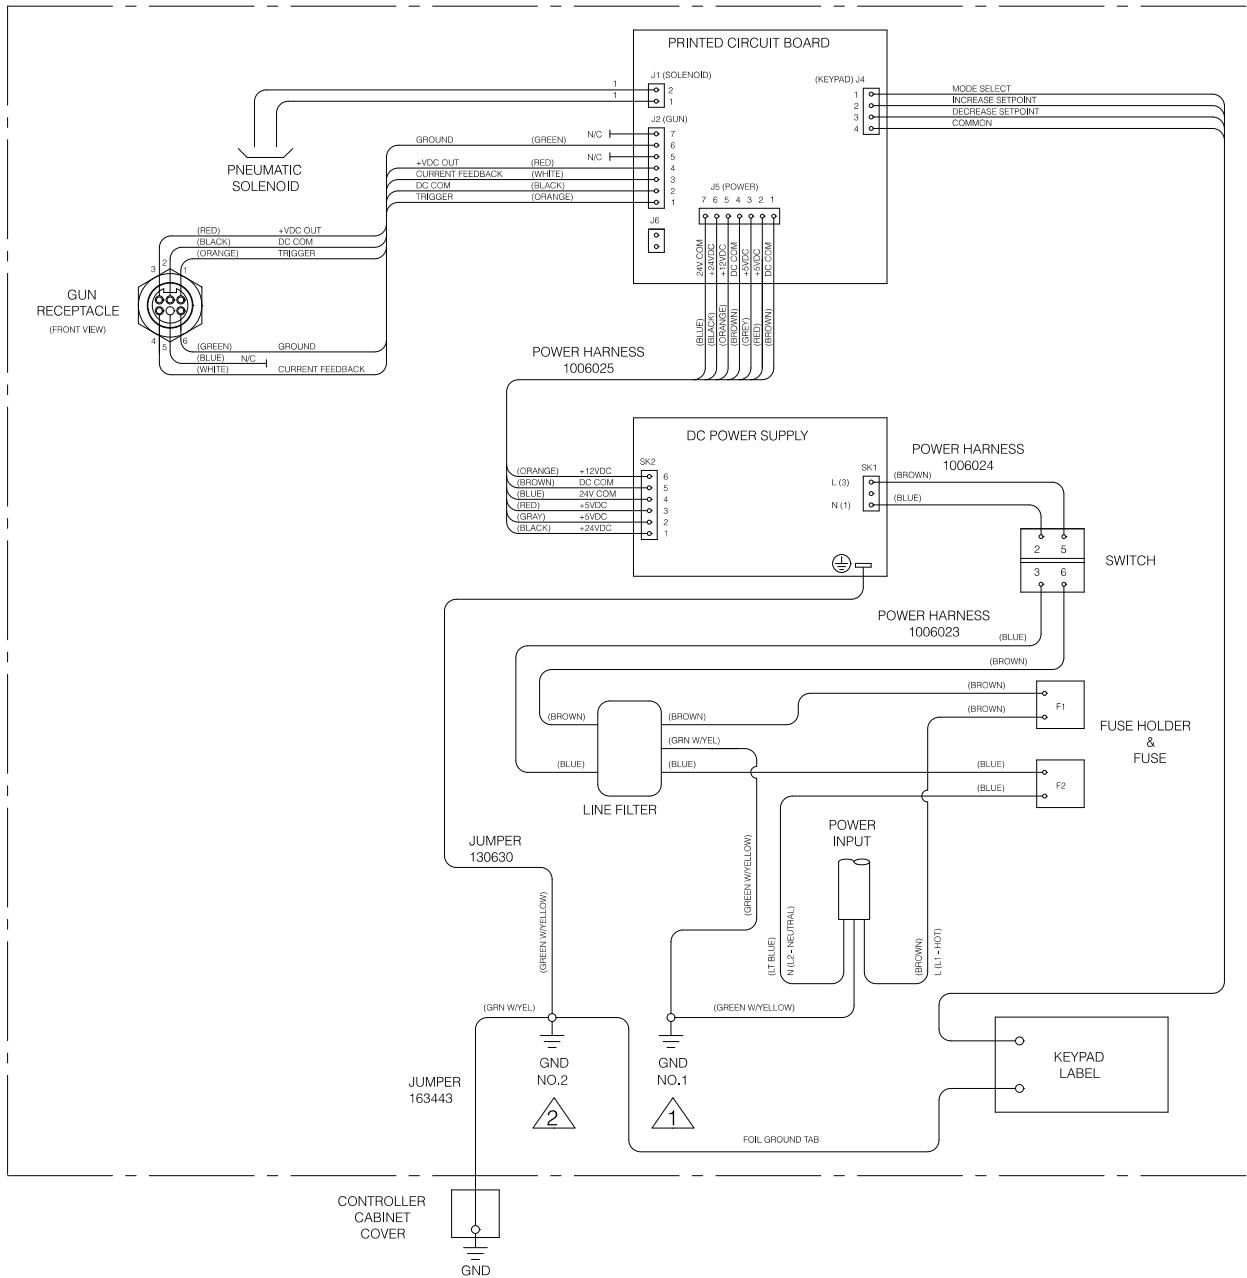 PRINTED CIRCUIT BOARD
J1 (SOLENOID)
1
2
1
1
(KEYPAD) J4
1
2
3
4
MODE SELECT
INCREASE SETPOINT
DECREASE SETPOINT
COMMON
PNEUMATIC
SOLENOID
J2 (GUN)
N/C
7
GROUND
(GREEN)
6
N/C
5
+VDC OUT
(RED)
4
CURRENT FEEDBACK
(WHITE)
3
DC COM
(BLACK)
2
TRIGGER
(ORANGE)
1
J6
J5 (POWER)
7 6 5 4 3 2 1
24V COM
+24VDC
+12VDC
DC COM
+5VDC
+5VDC
DC COM
(BLUE)
(BLACK)
(ORANGE)
(BROWN)
(GREY)
(RED)
(BROWN)
(RED)
+VDC OUT
(BLACK)
DC COM
(ORANGE)
TRIGGER
3
2
1
GUN
RECEPTACLE
(FRONT VIEW)
4
5
6
(GREEN)
GROUND
(BLUE)
N/C
(WHITE)
CURRENT FEEDBACK
POWER HARNESS
1006025
DC POWER SUPPLY
SK2
(ORANGE)
+12VDC
6
(BROWN)
DC COM
5
(BLUE)
24V COM
4
(RED)
+5VDC
3
(GRAY)
+5VDC
2
(BLACK)
+24VDC
1
SK1
L (3)
N (1)
POWER HARNESS
1006024
(BROWN)
(BLUE)
2 5
3 6
SWITCH
POWER HARNESS
1006023
(BLUE)
(BROWN)
(BROWN)
(BROWN)
F1
FUSE HOLDER
&
FUSE
(BLUE)
(BLUE)
F2
(BROWN)
(BROWN)
(GRN W/YEL)
(BLUE)
(BLUE)
LINE FILTER
POWER
INPUT
JUMPER
130630
(GREEN W/YELLOW)
(GREEN W/YELLOW)
(LT BLUE)
N (L2 - NEUTRAL)
(BROWN)
L (L1 - HOT)
(GRN W/YEL)
(GREEN W/YELLOW)
GND
NO.2
2
GND
NO.1
1
JUMPER
163443
KEYPAD
LABEL
FOIL GROUND TAB
CONTROLLER
CABINET
COVER
GND